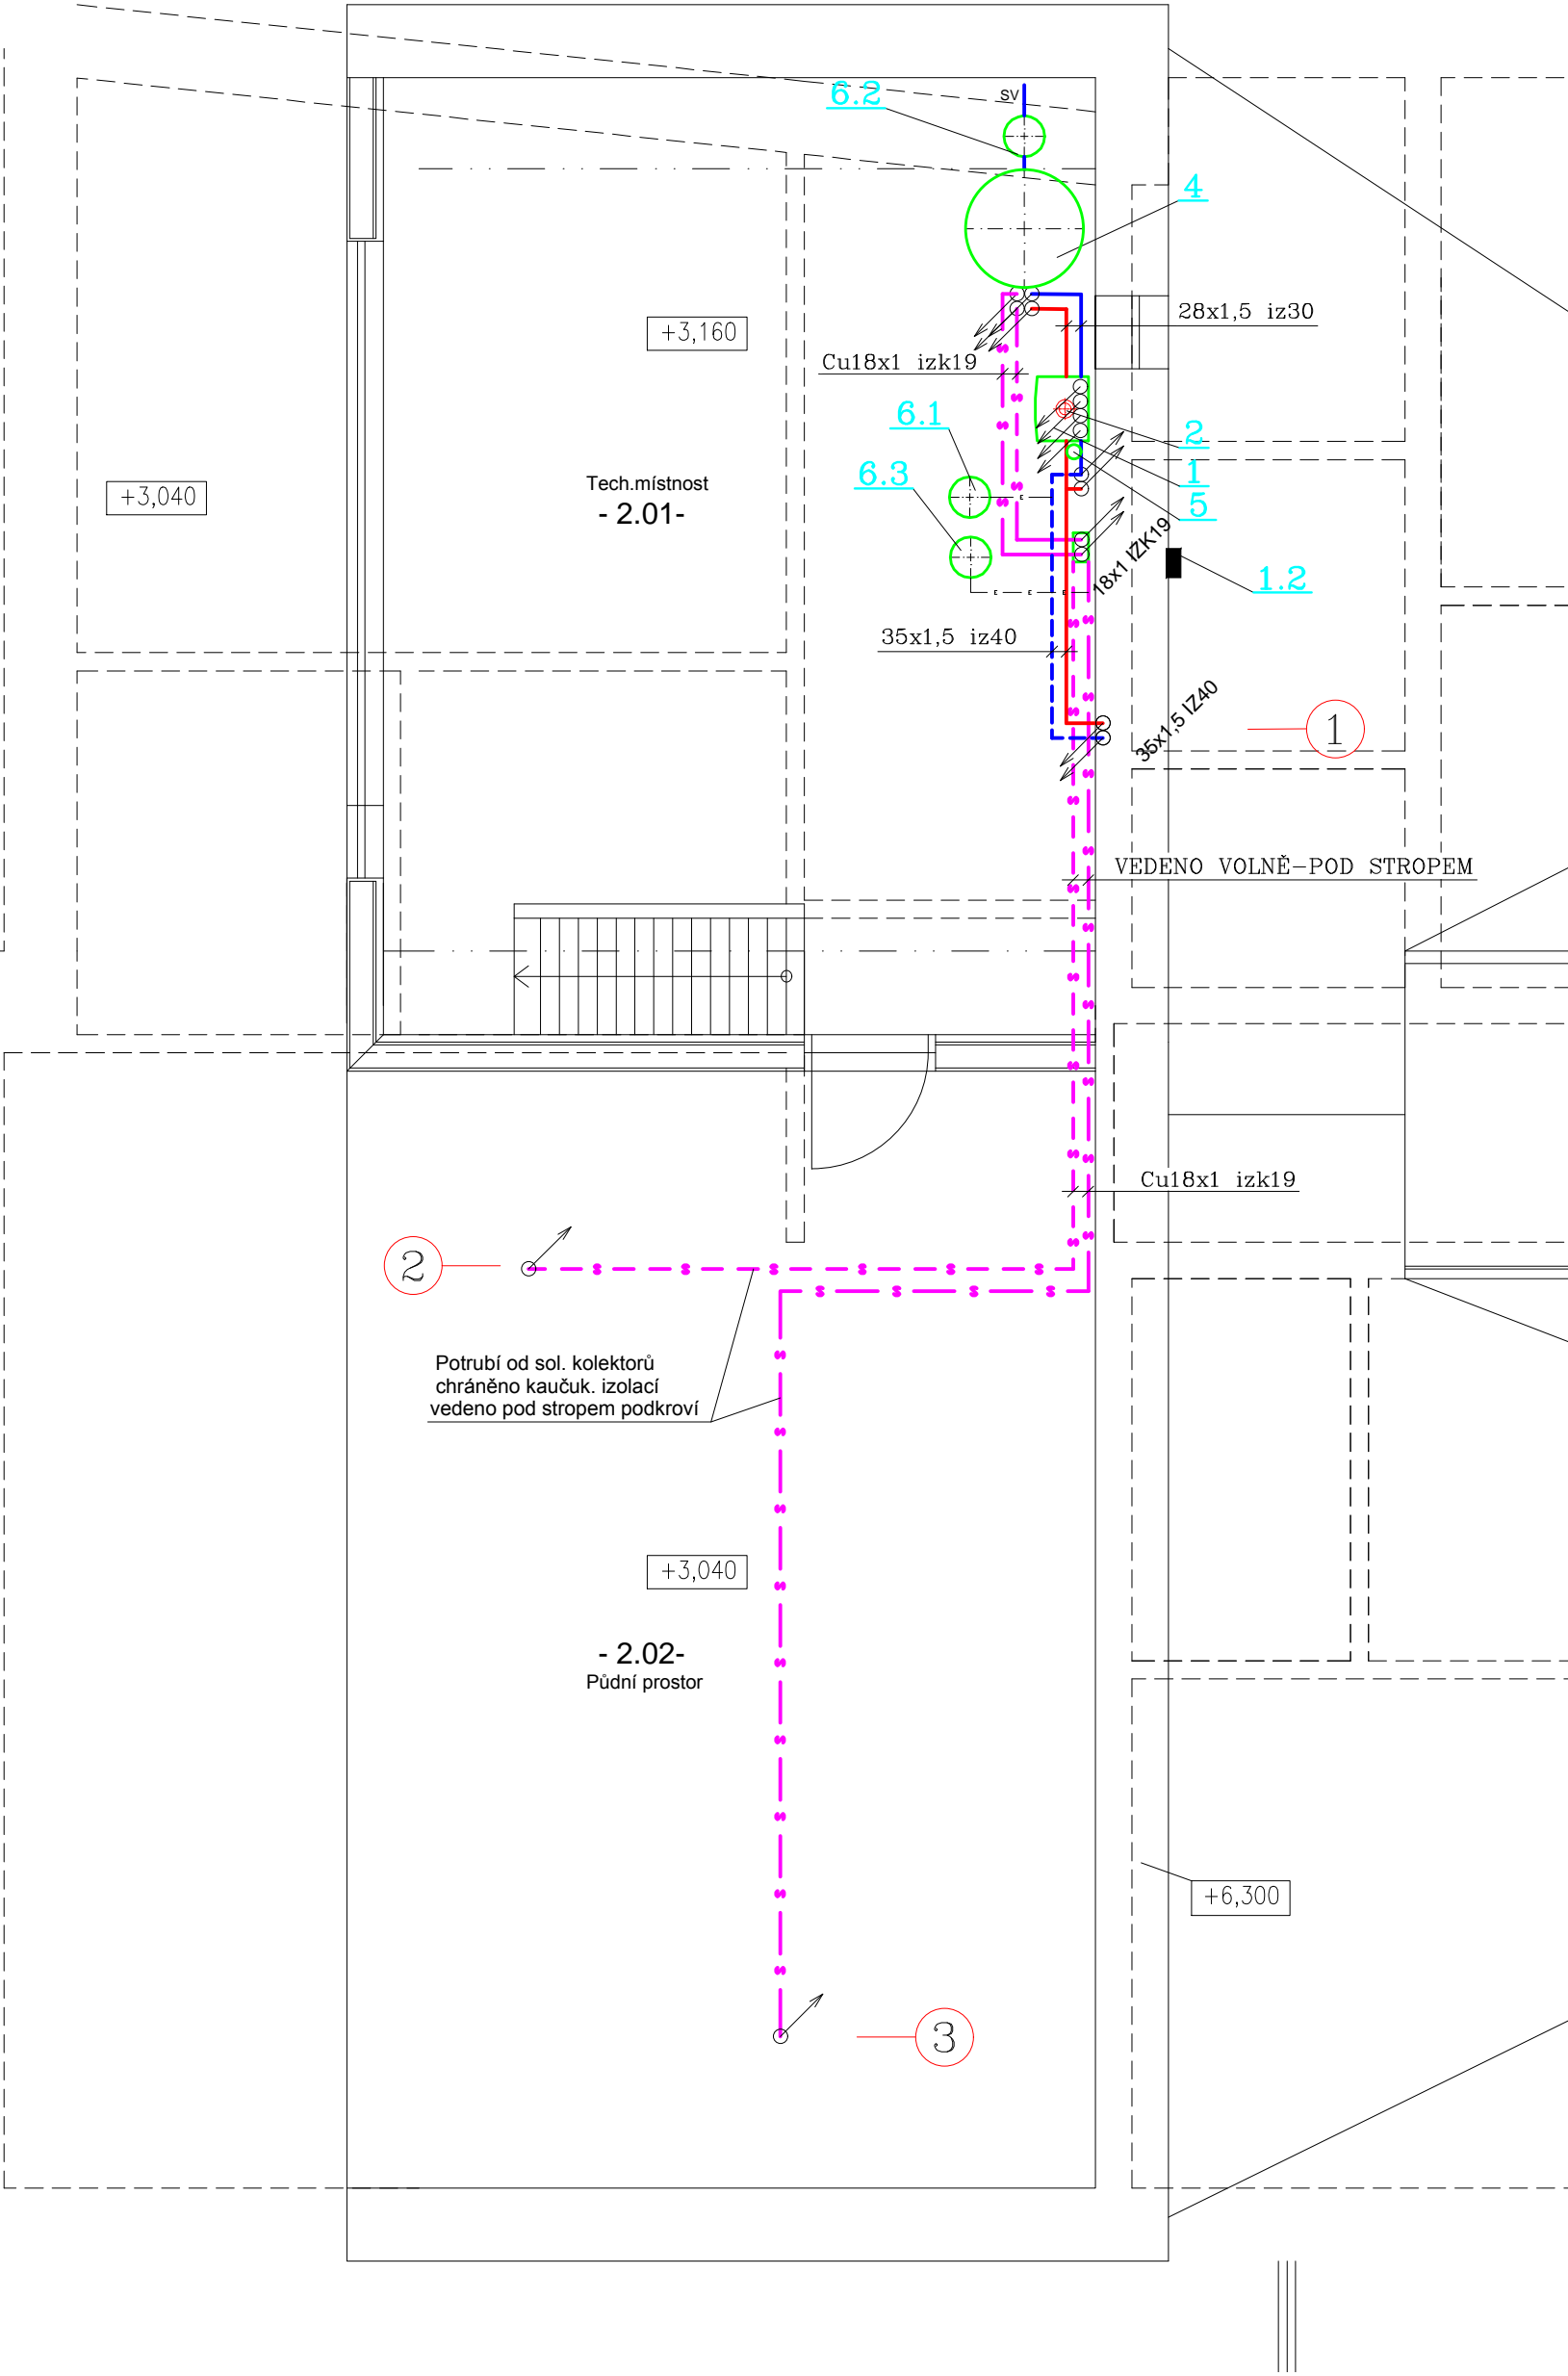 6.2
SV
4
28x1,5 iz30
+3,160
Cu18x1 izk19
6.1
2
6.3
1
5
Tech.místnost
- 2.01-
+3,040
E
18x1 IZK19
1.2
E E E
35x1,5 iz40
35x1,5 IZ40
1
VEDENO VOLNĚ-POD STROPEM
Cu18x1 izk19
2
Potrubí od sol. kolektorů
chráněno kaučuk. izolací
vedeno pod stropem podkroví
+3,040
- 2.02-
Půdní prostor
+6,300
3